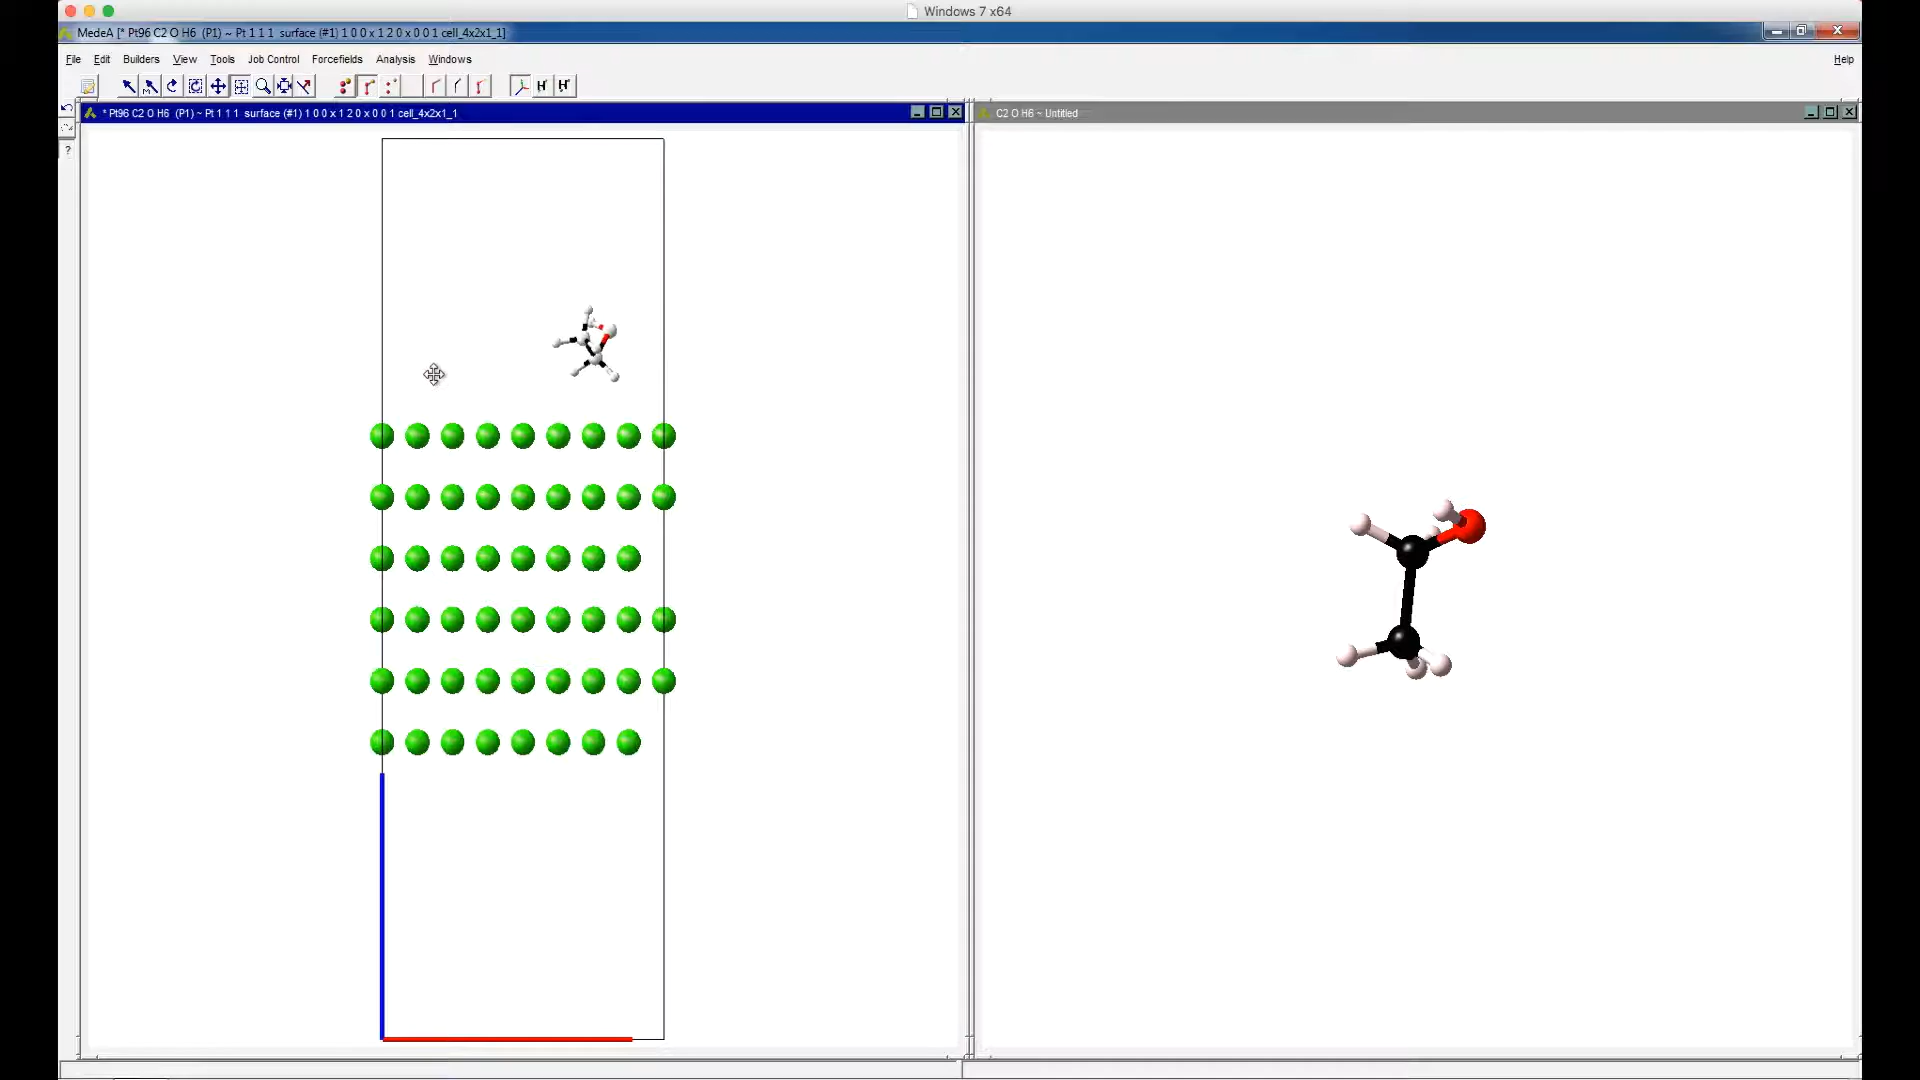 Windows 7 x64
MedeA [* Pt96 C2 O H6 (P1) ~ Pt 1 1 1 surface (#1) 1 0 0 x 1 2 0 x 0 0 1 cell_4x2x1_1]
File Edit Builders View Tools Job Control Forcefields Analysis Windows Help
M H H
* Pt96 C2 O H6 (P1) ~ Pt 1 1 1 surface (#1) 1 0 0 x 1 2 0 x 0 0 1 cell_4x2x1_1
C2 O H6 ~ Untitled
?